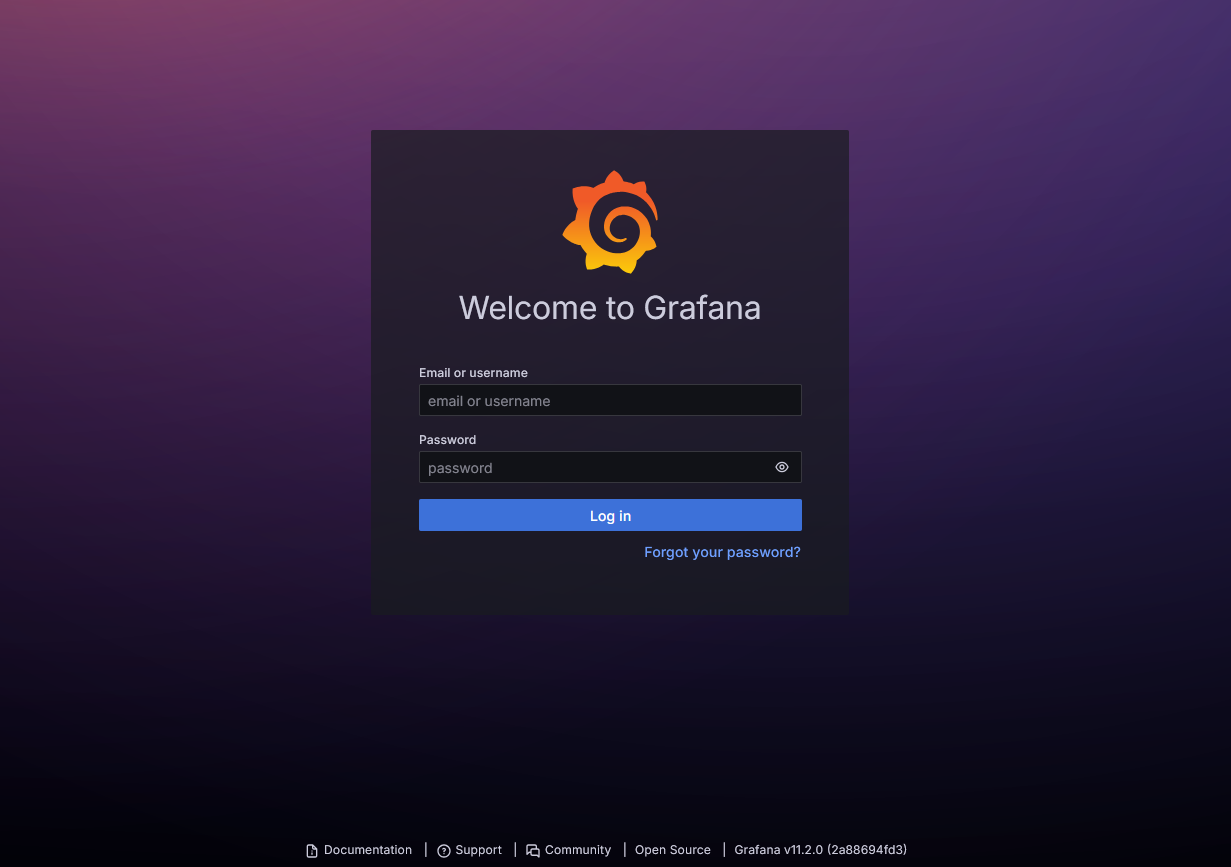 Welcome to Grafana
Email or username
email or username
Password
password
Log in
Forgot your password?
Documentation | Support | Community | Open Source | Grafana v11.2.0 (2a88694fd3)